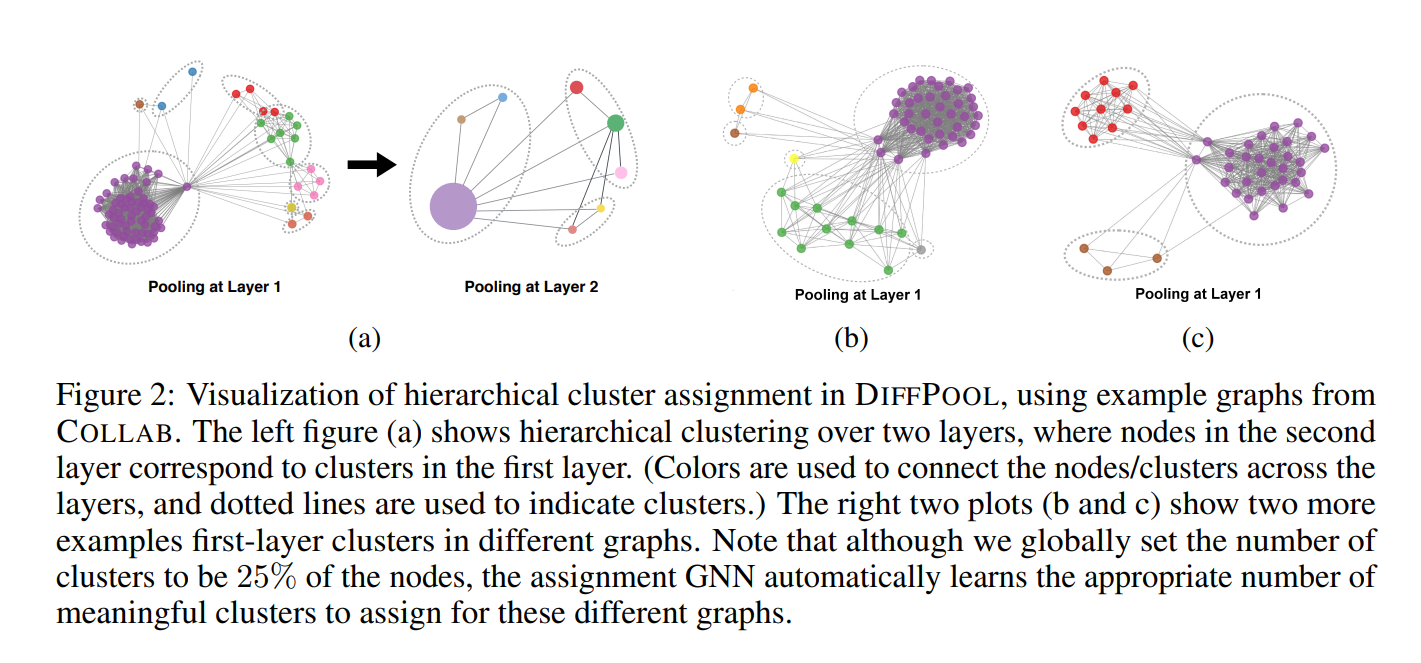 Pooling at Layer 1
Pooling at Layer 2
Pooling at Layer 1
Pooling at Layer 1
(a)
(b)
(c)
Figure 2: Visualization of hierarchical cluster assignment in DIFFPOOL, using example graphs from
COLLAB. The left figure (a) shows hierarchical clustering over two layers, where nodes in the second
layer correspond to clusters in the first layer. (Colors are used to connect the nodes/clusters across the
layers, and dotted lines are used to indicate clusters.) The right two plots (b and c) show two more
examples first-layer clusters in different graphs. Note that although we globally set the number of
clusters to be 25% of the nodes, the assignment GNN automatically learns the appropriate number of
meaningful clusters to assign for these different graphs.